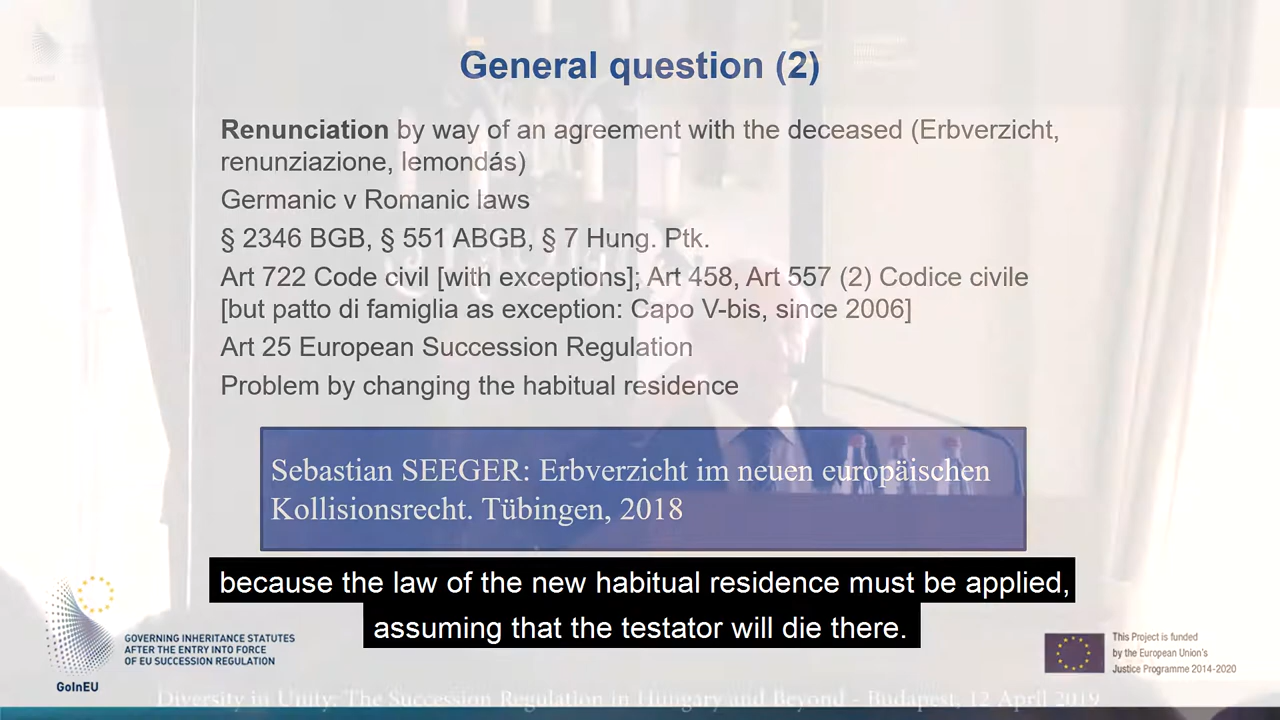 General question (2)
Renunciation by way of an agreement with the deceased (Erbverzicht,
renunziazione, lemondás)
Germanic v Romanic laws
§ 2346 BGB, § 551 ABGB, § 7 Hung. Ptk.
Art 722 Code civil [with exceptions]; Art 458, Art 557 (2) Codice civile
[but patto di famiglia as exception: Capo V-bis, since 2006]
Art 25 European Succession Regulation
Problem by changing the habitual residence
Sebastian SEEGER: Erbverzicht im neuen europäischen
Kollisionsrecht. Tübingen, 2018
because the law of the new habitual residence must be applied,
assuming that the testator will die there.
GoInEU
GOVERNING INHERITANCE STATUTES
AFTER THE ENTRY INTO FORCE
OF EU SUCCESSION REGULATION
This Project is funded
by the European Union's
Justice Programme 2014-2020
Diversity in Unity: The Succession Regulation in Hungary and Beyond - Budapest, 12 April 2019